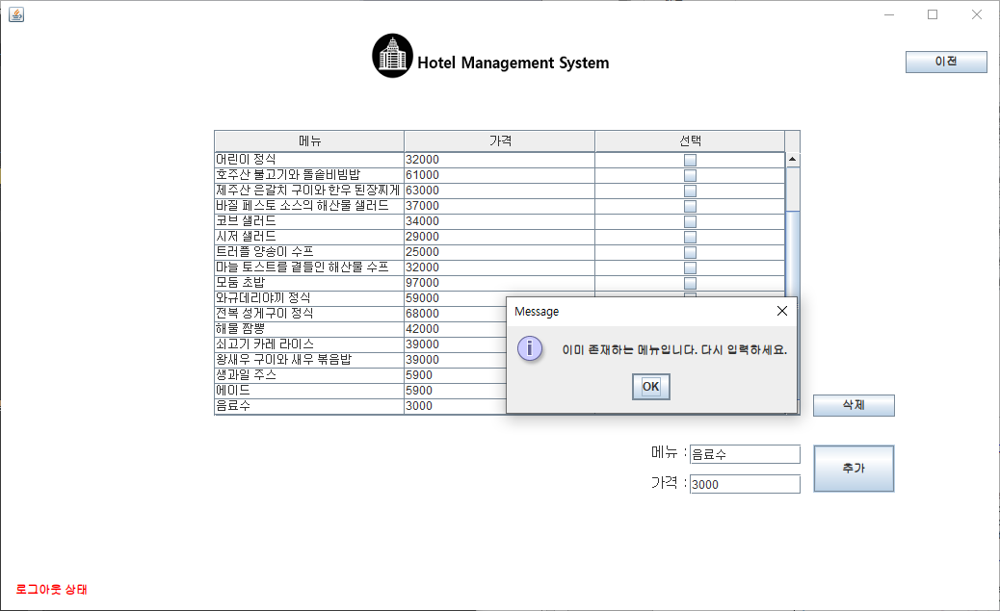 Hotel Management System
이전
메뉴 가격 선택
어린이 정식 32000
호주산 불고기와 돌솥비빔밥 61000
제주산 은갈치 구이와 한우 된장찌게 63000
바질 페스토 소스의 해산물 샐러드 37000
코브 샐러드 34000
시저 샐러드 29000
트러플 양송이 수프 25000
마늘 토스트를 곁들인 해산물 수프 32000
모둠 초밥 97000
와규데리야끼 정식 59000
전복 성게구이 정식 68000
해물 짬뽕 42000
쇠고기 카레 라이스 39000
왕새우 구이와 새우 볶음밥 39000
생과일 주스 5900
에이드 5900
음료수 3000
Message
이미 존재하는 메뉴입니다. 다시 입력하세요.
OK
삭제
메뉴 : 음료수
가격 : 3000
추가
로그아웃 상태